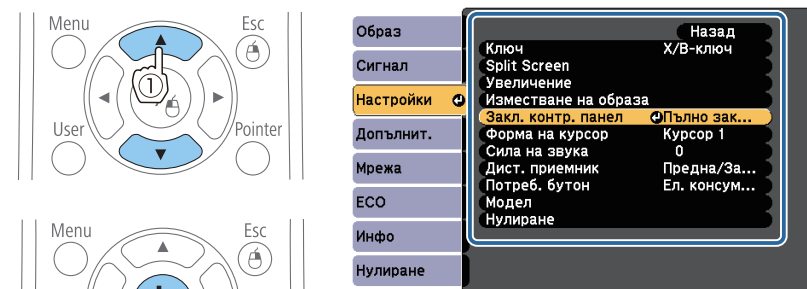 Menu
Esc
①
User
Pointer
Menu
Esc
Образ
Сигнал
Настройки
Допълнит.
Мрежа
ECO
Инфо
Нулиране
Назад
Ключ Х/В-ключ
Split Screen
Увеличение
Изместване на образа
Закл. контр. панел Пълно зак...
Форма на курсор Курсор 1
Сила на звука 0
Дист. приемник Предна/За...
Потреб. бутон Ел. консум...
Модел
Нулиране